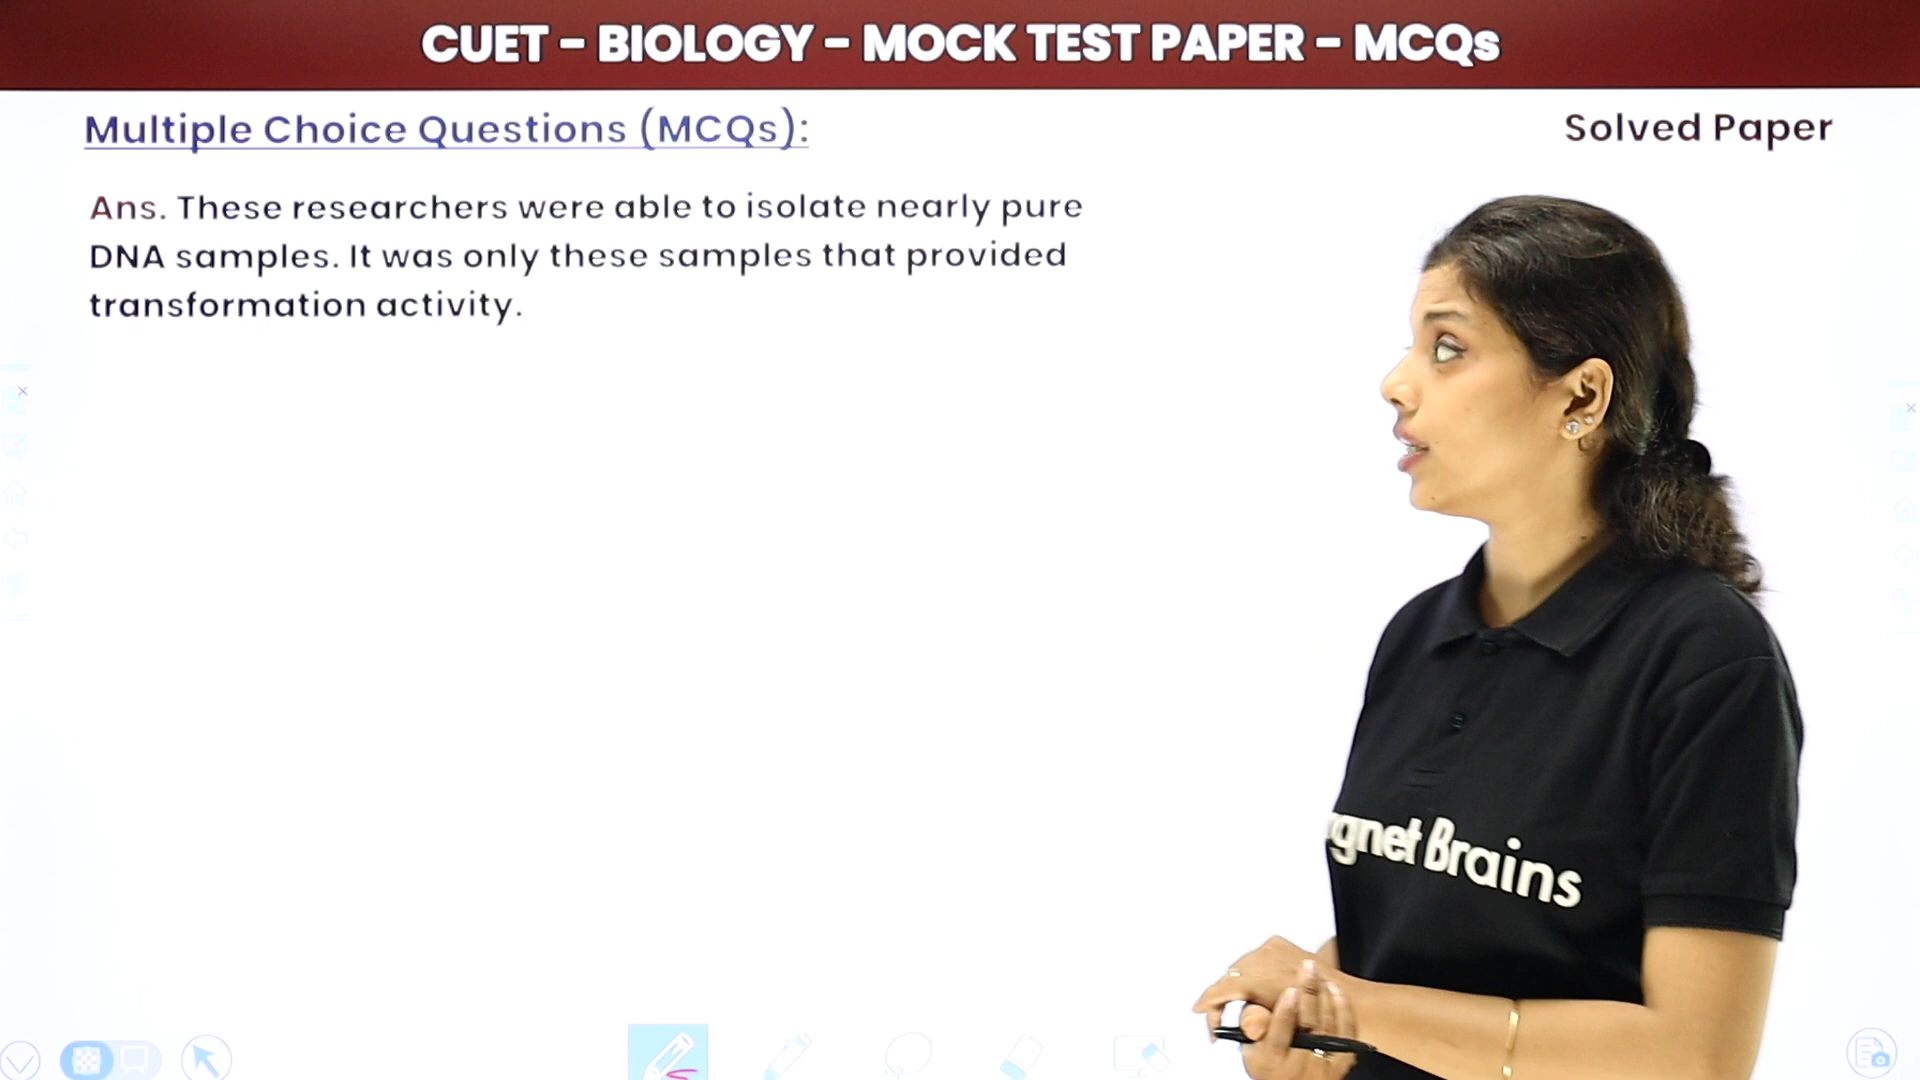 CUET - BIOLOGY - MOCK TEST PAPER - MCQs
Multiple Choice Questions (MCQs):
Solved Paper
Ans. These researchers were able to isolate nearly pure
DNA samples. It was only these samples that provided
transformation activity.
gnet Brains